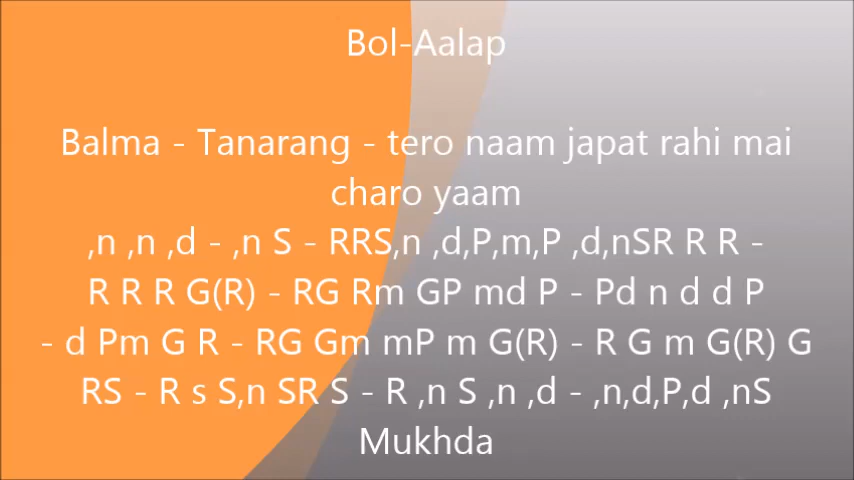 Bol-Aalap
Balma - Tanarang - tero naam japat rahi mai
charo yaam
,n ,n ,d - ,n S - RRS,n ,d,P,m,P ,d,nSR R R -
R R R G(R) - RG Rm GP md P - Pd n d d P
- d Pm G R - RG Gm mP m G(R) - R G m G(R) G
RS - R s S,n SR S - R ,n S ,n ,d - ,n,d,P,d ,nS
Mukhda